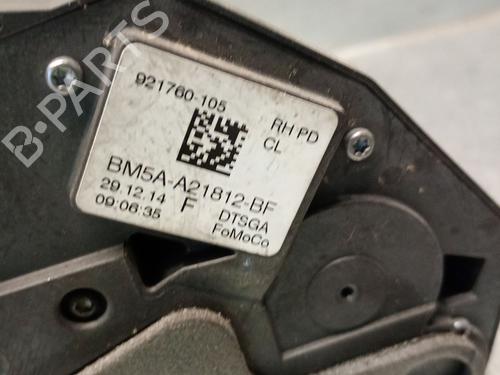 B-PARTS
921760-105
RH PD
CL
BM5A-A21812-BF
29.12.14 F DTSGA
09:06:35 FoMoCo